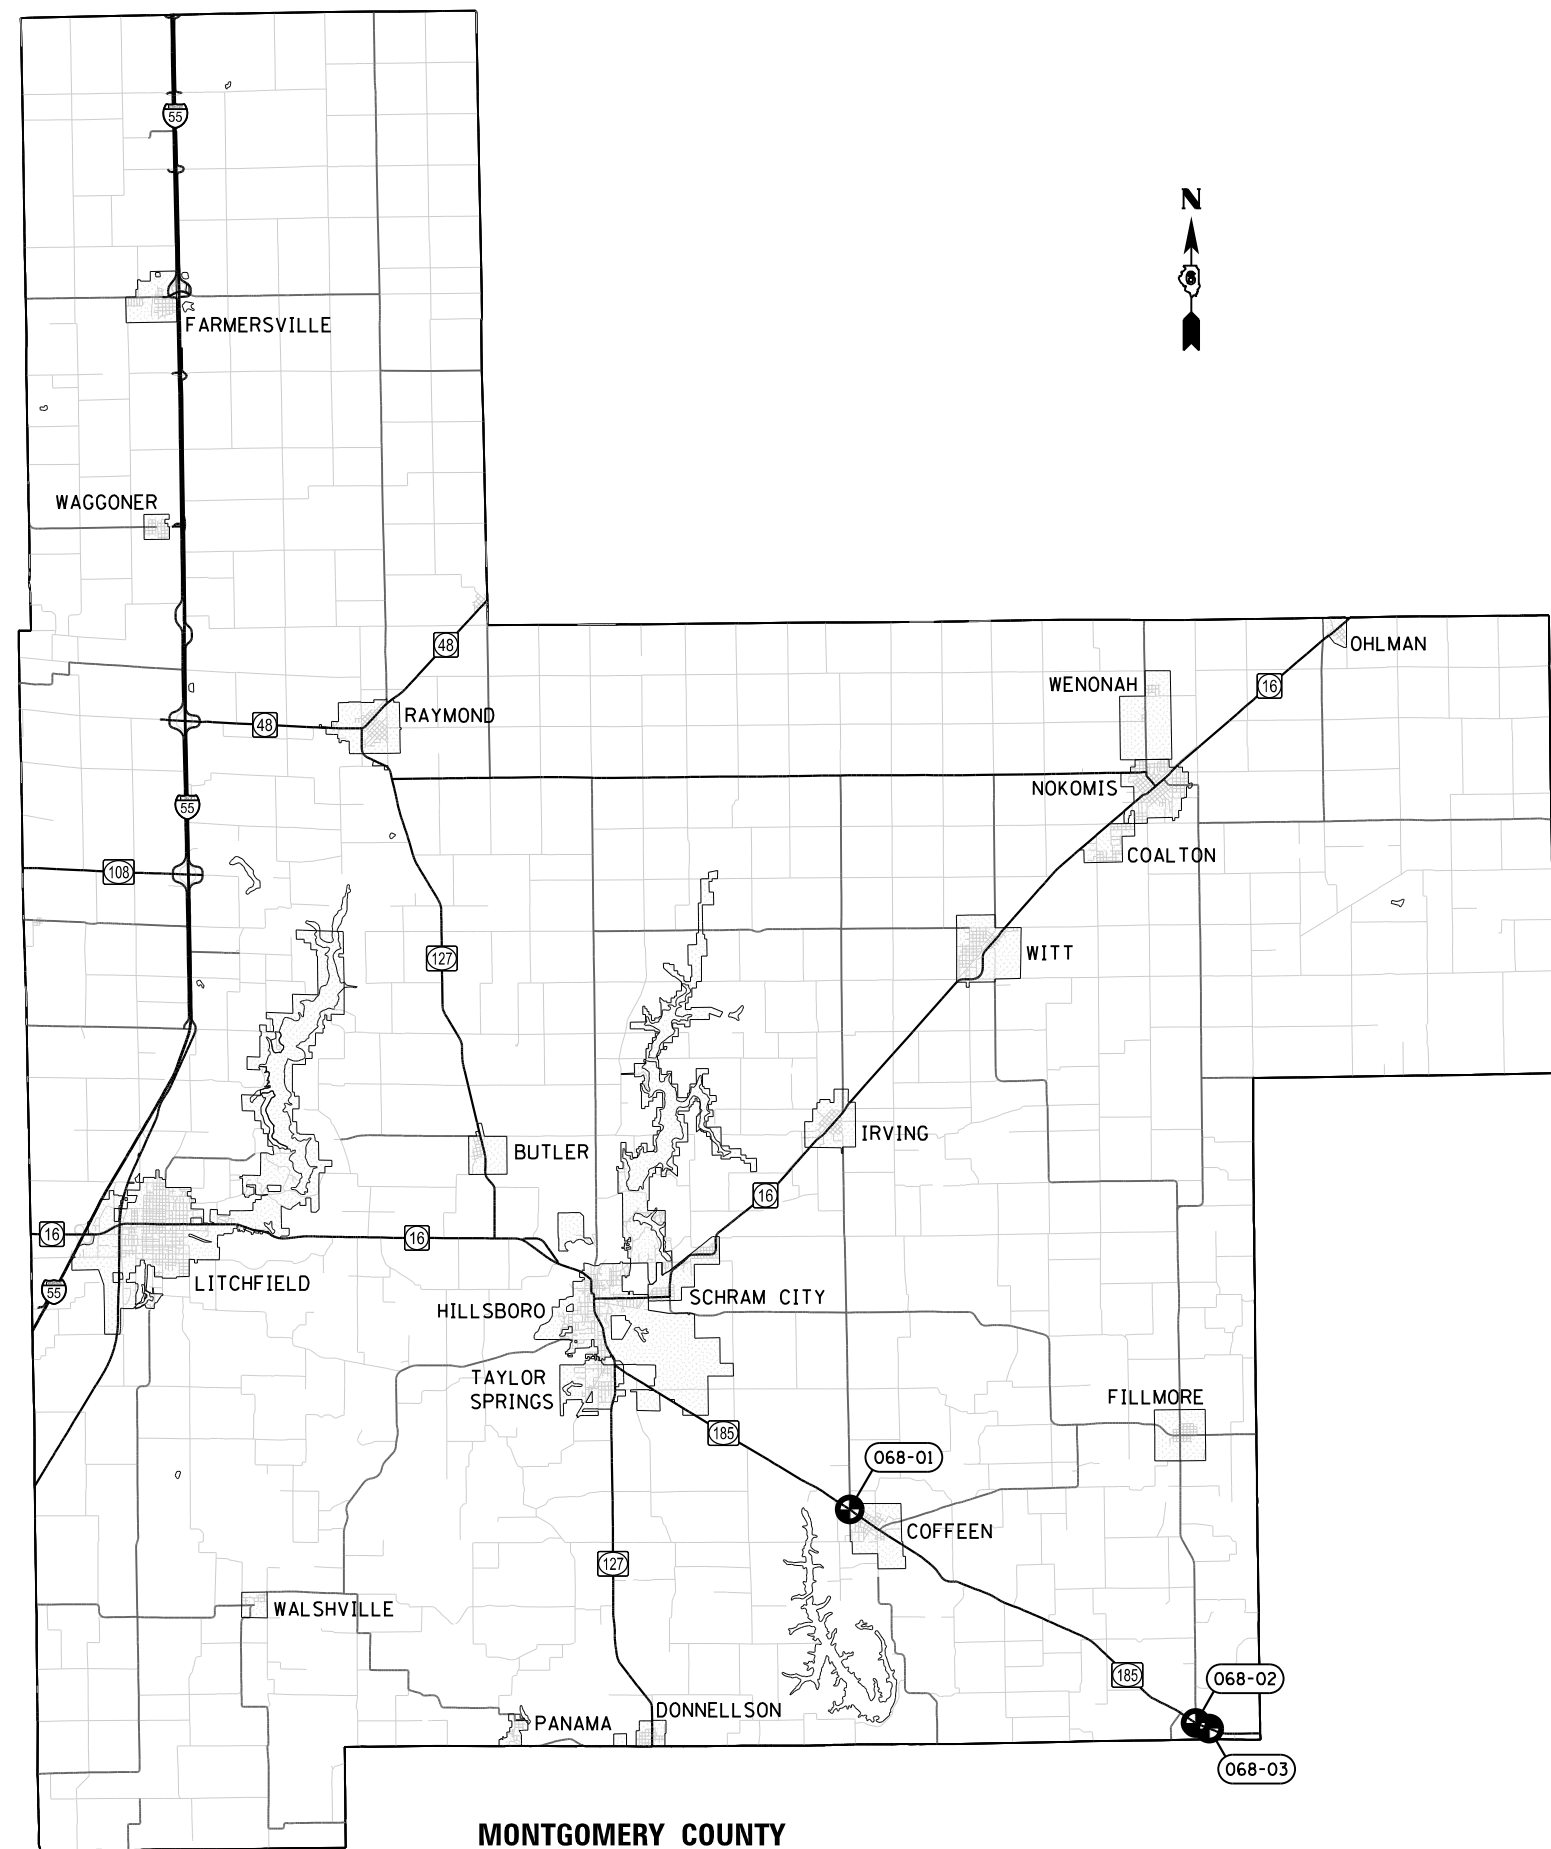 55
N
6
FARMERSVILLE
WAGGONER
48
OHLMAN
WENONAH
16
48
RAYMOND
NOKOMIS
55
COALTON
108
127
WITT
IRVING
BUTLER
16
16
16
55
LITCHFIELD
SCHRAM CITY
HILLSBORO
TAYLOR
SPRINGS
FILLMORE
185
068-01
COFFEEN
127
WALSHVILLE
185
068-02
DONNELLSON
PANAMA
068-03
MONTGOMERY COUNTY